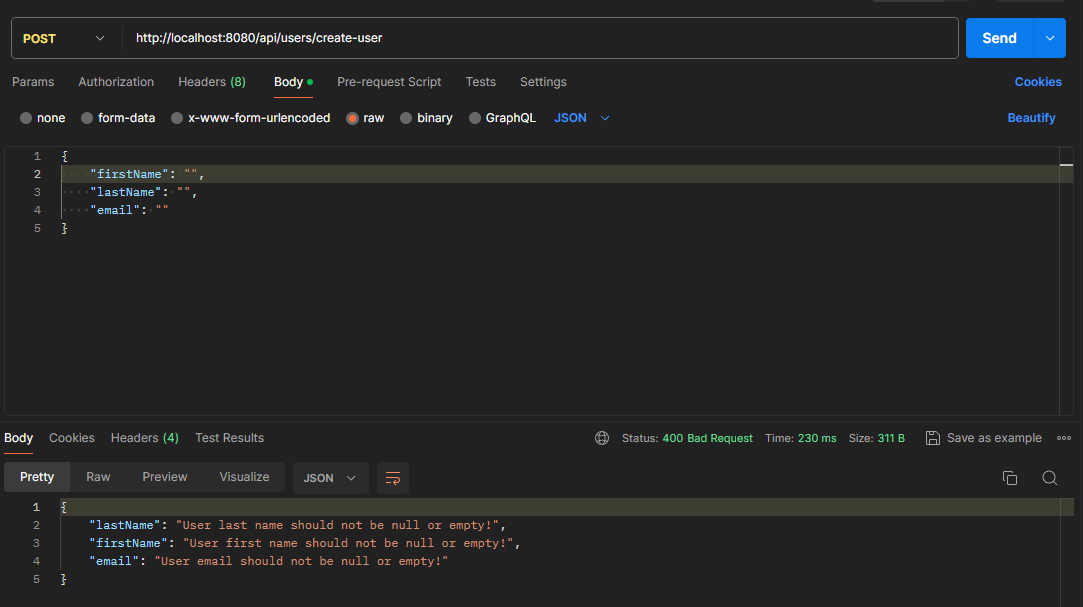 POST http://localhost:8080/api/users/create-user Send
Params Authorization Headers (8) Body Pre-request Script Tests Settings Cookies
none form-data x-www-form-urlencoded raw binary GraphQL JSON Beautify
1 {
2 "firstName": "",
3 "lastName": "",
4 "email": ""
5 }
Body Cookies Headers (4) Test Results Status: 400 Bad Request Time: 230 ms Size: 311 B Save as example
Pretty Raw Preview Visualize JSON
1 {
2 "lastName": "User last name should not be null or empty!",
3 "firstName": "User first name should not be null or empty!",
4 "email": "User email should not be null or empty!"
5 }